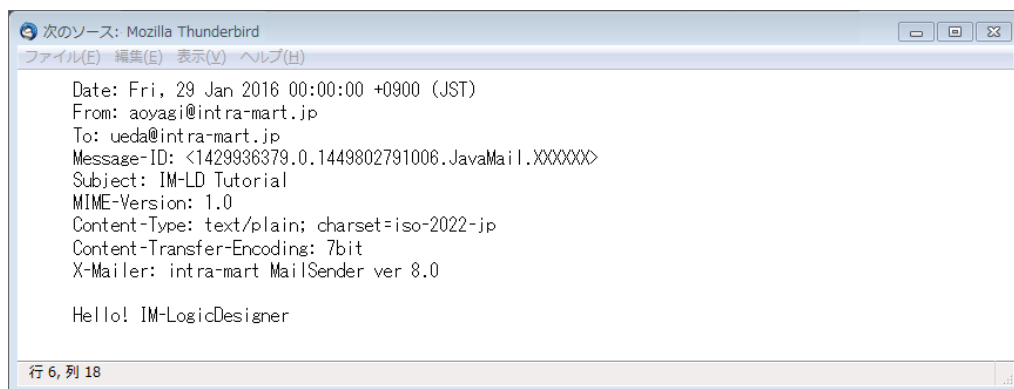 次のソース: Mozilla Thunderbird
ファイル(F) 編集(E) 表示(V) ヘルプ(H)
Date: Fri, 29 Jan 2016 00:00:00 +0900 (JST)
From: aoyagi@intra-mart.jp
To: ueda@intra-mart.jp
Message-ID: <1429936379.0.1449802791006.JavaMail.XXXXXX>
Subject: IM-LD Tutorial
MIME-Version: 1.0
Content-Type: text/plain; charset=iso-2022-jp
Content-Transfer-Encoding: 7bit
X-Mailer: intra-mart MailSender ver 8.0
Hello! IM-LogicDesigner
行 6, 列 18